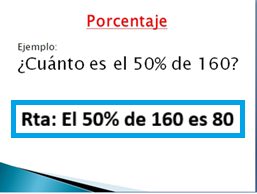 Porcentaje
Ejemplo:
¿Cuánto es el 50% de 160?
Rta: El 50% de 160 es 80